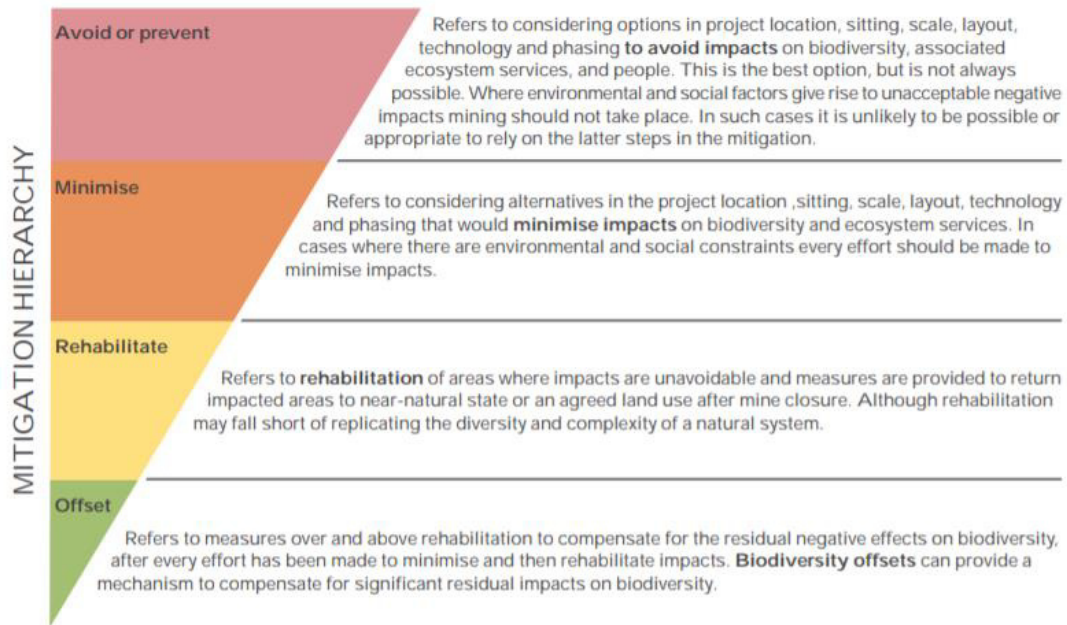 MITIGATION HIERARCHY
Avoid or prevent
Refers to considering options in project location, sitting, scale, layout,
technology and phasing to avoid impacts on biodiversity, associated
ecosystem services, and people. This is the best option, but is not always
possible. Where environmental and social factors give rise to unacceptable negative
impacts mining should not take place. In such cases it is unlikely to be possible or
appropriate to rely on the latter steps in the mitigation.
Minimise
Refers to considering alternatives in the project location ,sitting, scale, layout, technology
and phasing that would minimise impacts on biodiversity and ecosystem services. In
cases where there are environmental and social constraints every effort should be made to
minimise impacts.
Rehabilitate
Refers to rehabilitation of areas where impacts are unavoidable and measures are provided to return
impacted areas to near-natural state or an agreed land use after mine closure. Although rehabilitation
may fall short of replicating the diversity and complexity of a natural system.
Offset
Refers to measures over and above rehabilitation to compensate for the residual negative effects on biodiversity,
after every effort has been made to minimise and then rehabilitate impacts. Biodiversity offsets can provide a
mechanism to compensate for significant residual impacts on biodiversity.